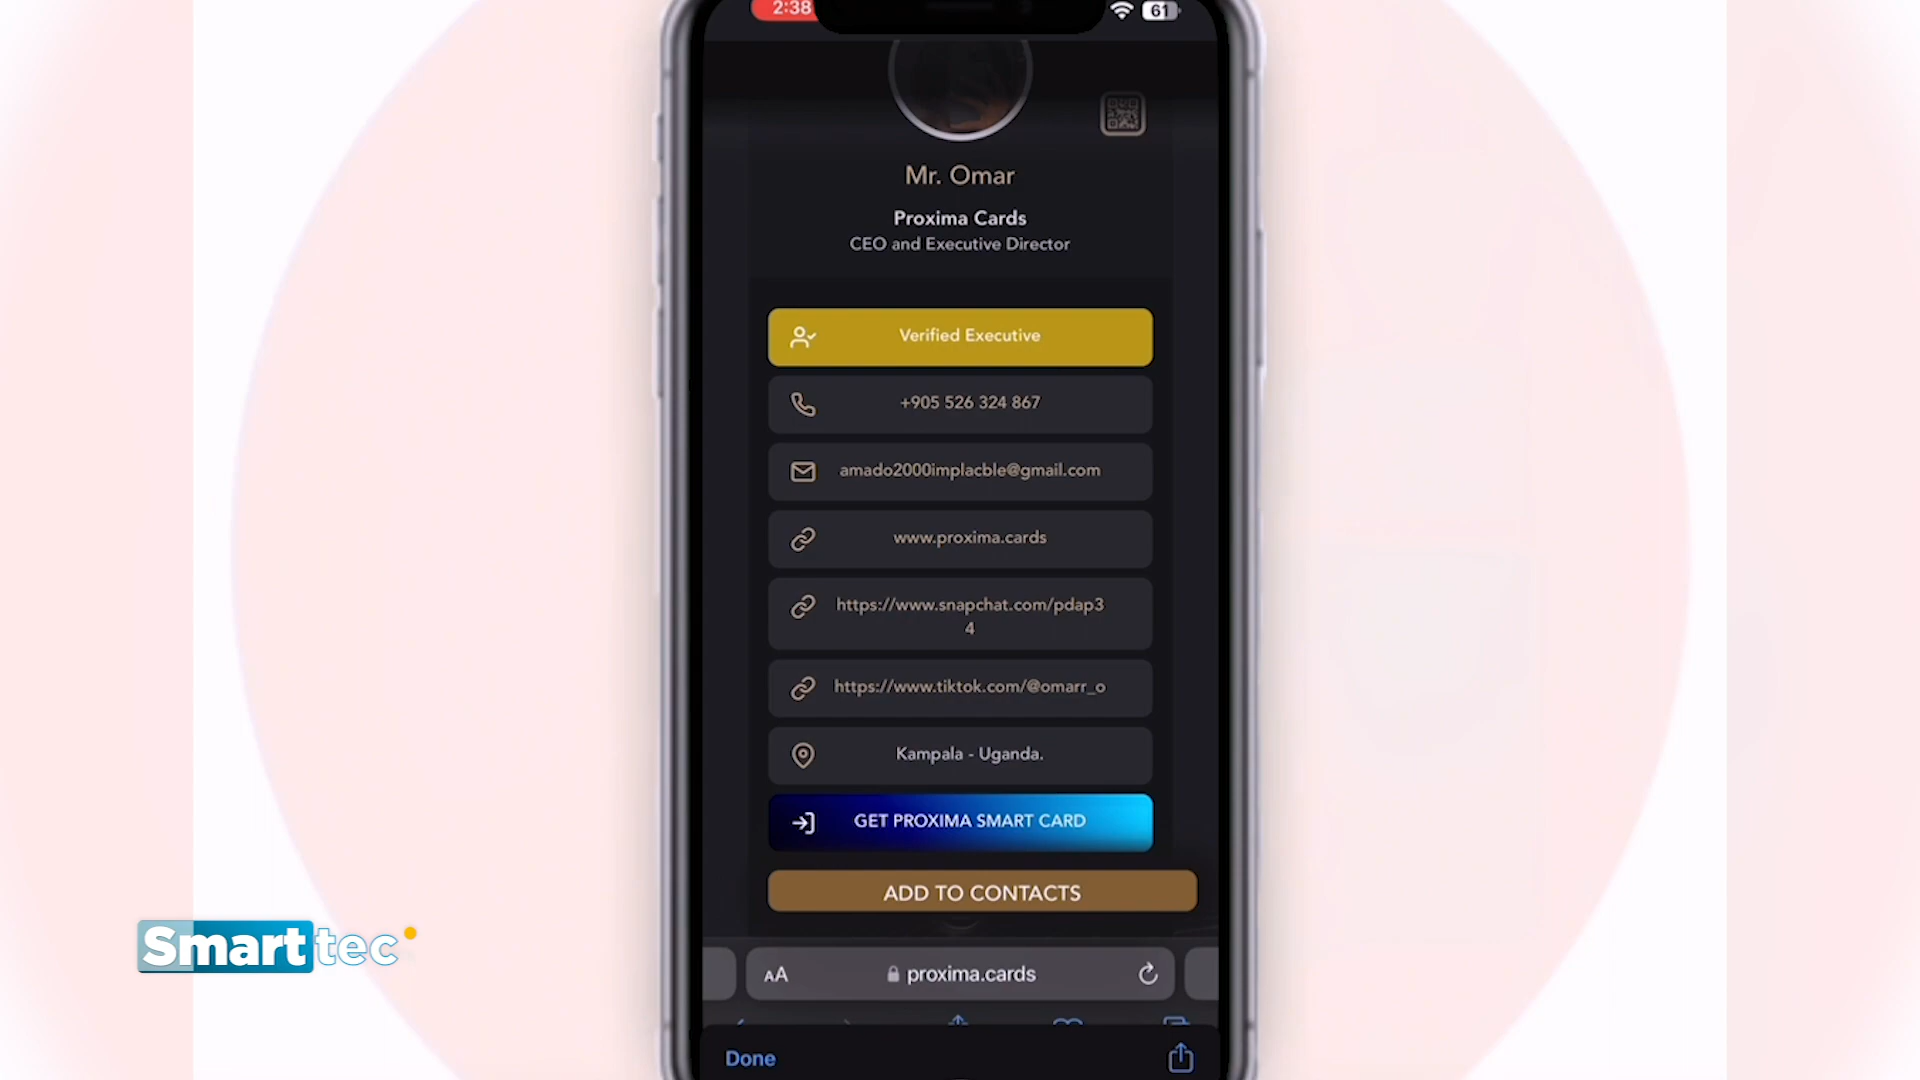 2:38
61
Mr. Omar
Proxima Cards
CEO and Executive Director
Verified Executive
+905 526 324 867
amado2000implacble@gmail.com
www.proxima.cards
https://www.snapchat.com/pdap3
4
https://www.tiktok.com/@omarr_o
Kampala - Uganda.
GET PROXIMA SMART CARD
ADD TO CONTACTS
Smart tec
AA
proxima.cards
Done